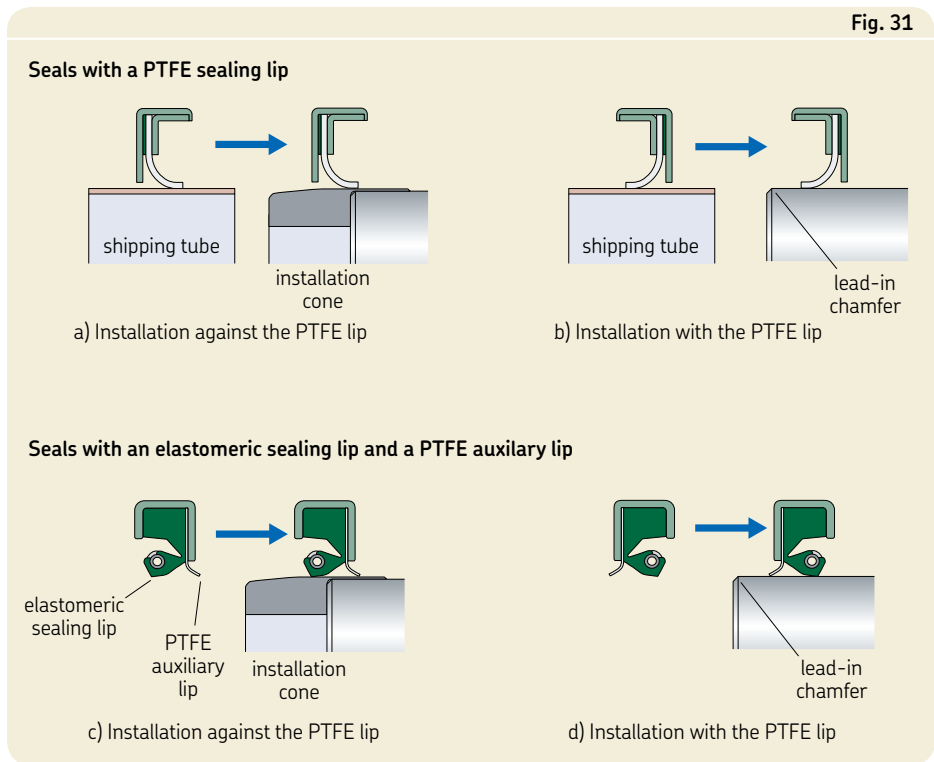 Fig. 31
Seals with a PTFE sealing lip
shipping tube
installation
cone
a) Installation against the PTFE lip
shipping tube
lead-in
chamfer
b) Installation with the PTFE lip
Seals with an elastomeric sealing lip and a PTFE auxilary lip
elastomeric
sealing lip
PTFE
auxiliary
lip
installation
cone
c) Installation against the PTFE lip
lead-in
chamfer
d) Installation with the PTFE lip